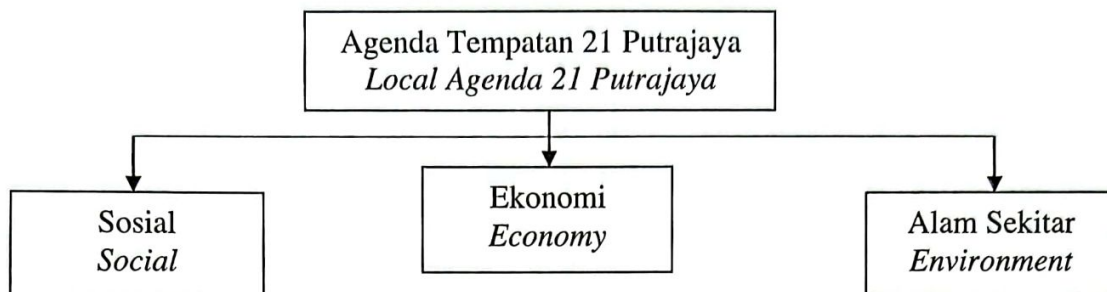 Agenda Tempatan 21 Putrajaya
Local Agenda 21 Putrajaya
Sosial
Social
Ekonomi
Economy
Alam Sekitar
Environment